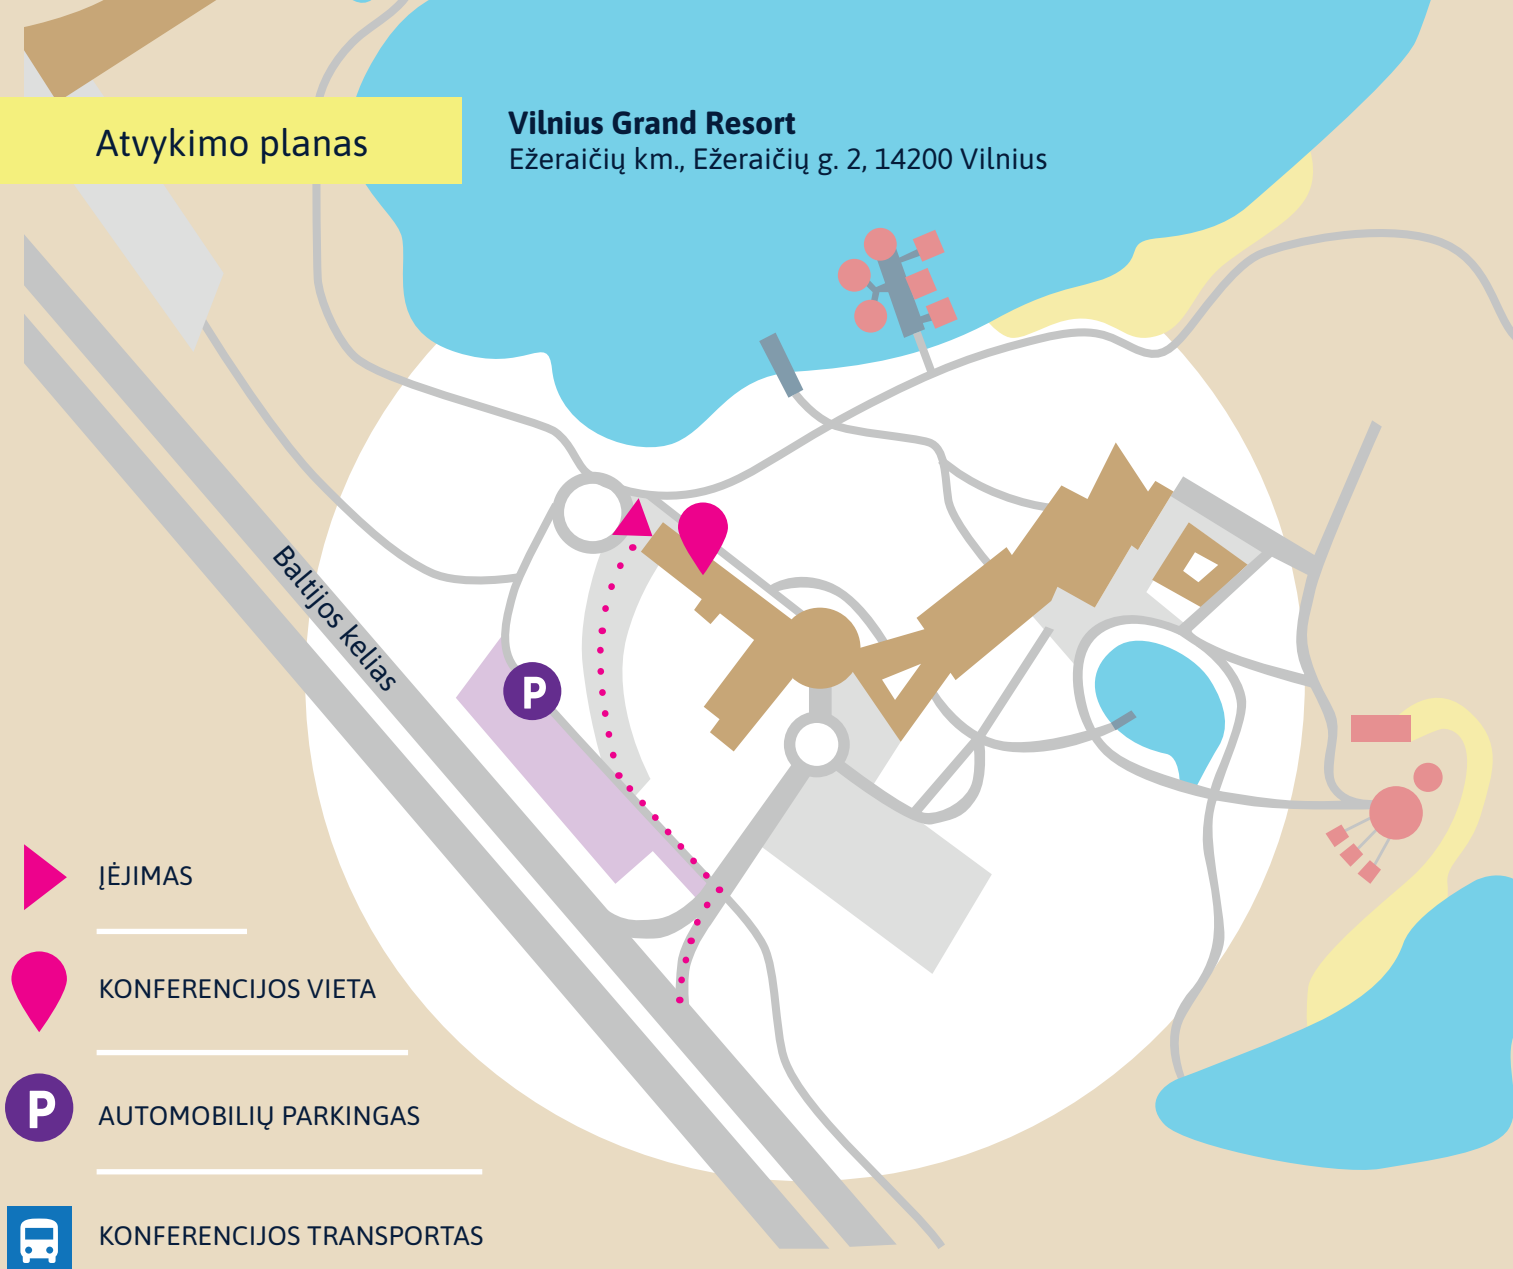 Atvykimo planas
Vilnius Grand Resort
Ežeraičių km., Ežeraičių g. 2, 14200 Vilnius
Baltijos kelias
P
ĮĖJIMAS
KONFERENCIJOS VIETA
P
AUTOMOBILIŲ PARKINGAS
KONFERENCIJOS TRANSPORTAS